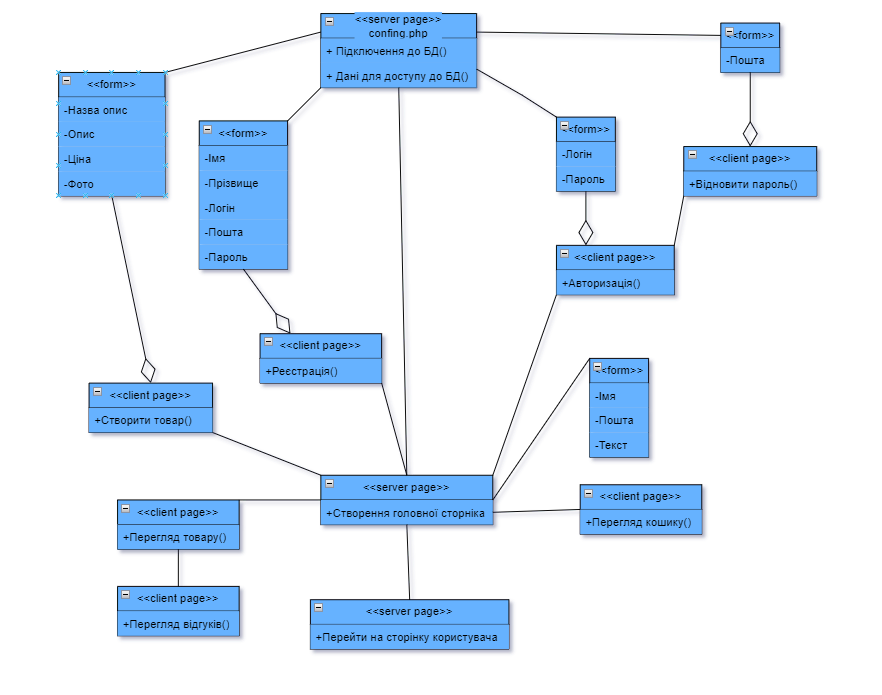 <<server page>>
confing.php
+ Підключення до БД()
+ Дані для доступу до БД()
<<form>>
-Пошта
<<form>>
-Назва опис
-Опис
-Ціна
-Фото
<<form>>
-Імя
-Прізвище
-Логін
-Пошта
-Пароль
<<form>>
-Логін
-Пароль
<<client page>>
+Відновити пароль()
<<client page>>
+Авторизація()
<<client page>>
+Реєстрація()
<<form>>
-Імя
-Пошта
-Текст
<<client page>>
+Створити товар()
<<server page>>
+Створення головної сторніка
<<client page>>
+Перегляд кошику()
<<client page>>
+Перегляд товару()
<<client page>>
+Перегляд відгуків()
<<server page>>
+Перейти на сторінку користувача